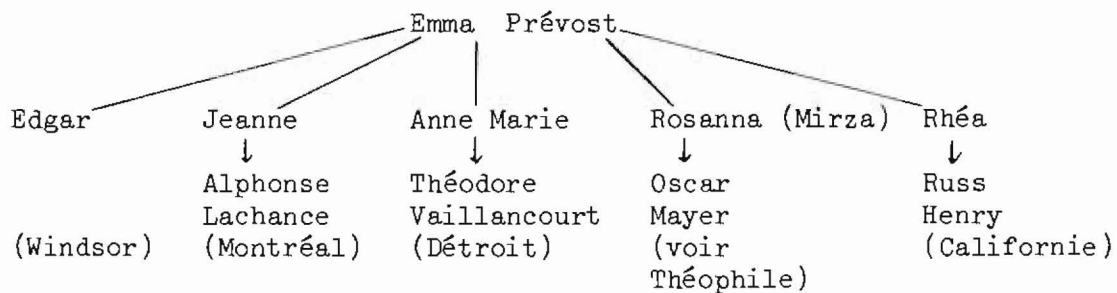 Emma Prévost
Edgar Jeanne Anne Marie Rosanna (Mirza) Rhéa
↓ ↓ ↓ ↓
Alphonse Théodore Oscar Russ
Lachance Vaillancourt Mayer Henry
(Windsor) (Montréal) (Détroit) (voir (Californie)
Théophile)